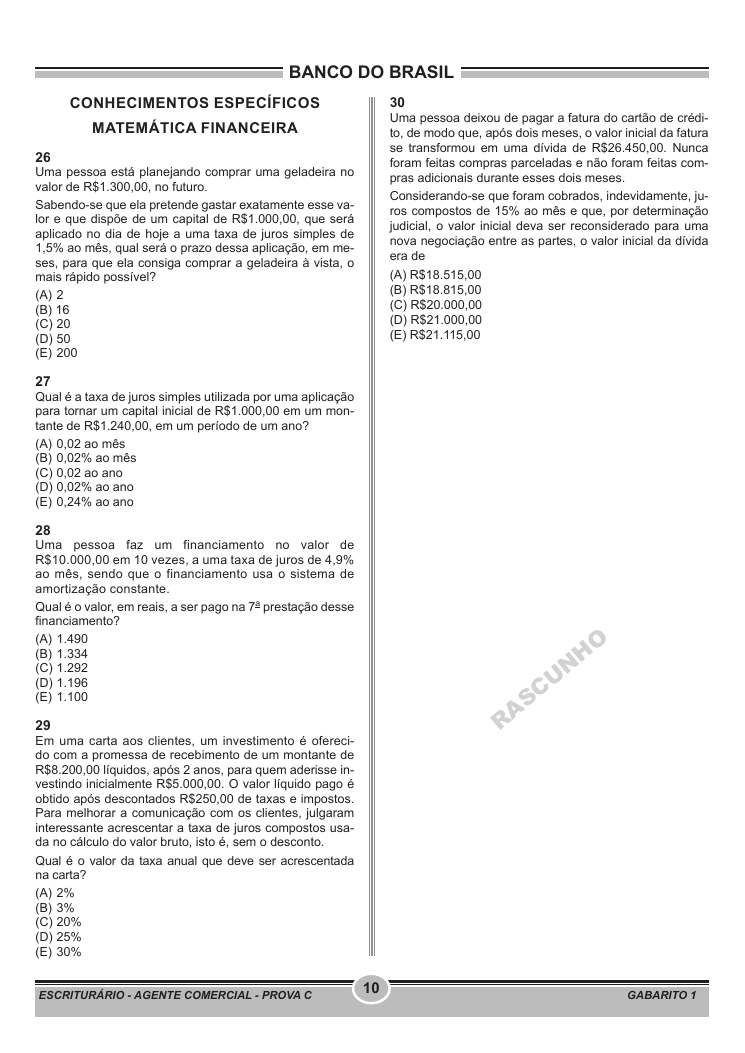 BANCO DO BRASIL
CONHECIMENTOS ESPECÍFICOS
MATEMÁTICA FINANCEIRA
26
Uma pessoa está planejando comprar uma geladeira no
valor de R$1.300,00, no futuro.
Sabendo-se que ela pretende gastar exatamente esse va-
lor e que dispõe de um capital de R$1.000,00, que será
aplicado no dia de hoje a uma taxa de juros simples de
1,5% ao mês, qual será o prazo dessa aplicação, em me-
ses, para que ela consiga comprar a geladeira à vista, o
mais rápido possível?
(A) 2
(B) 16
(C) 20
(D) 50
(E) 200
27
Qual é a taxa de juros simples utilizada por uma aplicação
para tornar um capital inicial de R$1.000,00 em um mon-
tante de R$1.240,00, em um período de um ano?
(A) 0,02 ao mês
(B) 0,02% ao mês
(C) 0,02 ao ano
(D) 0,02% ao ano
(E) 0,24% ao ano
28
Uma pessoa faz um financiamento no valor de
R$10.000,00 em 10 vezes, a uma taxa de juros de 4,9%
ao mês, sendo que o financiamento usa o sistema de
amortização constante.
Qual é o valor, em reais, a ser pago na 7ª prestação desse
financiamento?
(A) 1.490
(B) 1.334
(C) 1.292
(D) 1.196
(E) 1.100
29
Em uma carta aos clientes, um investimento é ofereci-
do com a promessa de recebimento de um montante de
R$8.200,00 líquidos, após 2 anos, para quem aderisse in-
vestindo inicialmente R$5.000,00. O valor líquido pago é
obtido após descontados R$250,00 de taxas e impostos.
Para melhorar a comunicação com os clientes, julgaram
interessante acrescentar a taxa de juros compostos usa-
da no cálculo do valor bruto, isto é, sem o desconto.
Qual é o valor da taxa anual que deve ser acrescentada
na carta?
(A) 2%
(B) 3%
(C) 20%
(D) 25%
(E) 30%
30
Uma pessoa deixou de pagar a fatura do cartão de crédi-
to, de modo que, após dois meses, o valor inicial da fatura
se transformou em uma dívida de R$26.450,00. Nunca
foram feitas compras parceladas e não foram feitas com-
pras adicionais durante esses dois meses.
Considerando-se que foram cobrados, indevidamente, ju-
ros compostos de 15% ao mês e que, por determinação
judicial, o valor inicial deva ser reconsiderado para uma
nova negociação entre as partes, o valor inicial da dívida
era de
(A) R$18.515,00
(B) R$18.815,00
(C) R$20.000,00
(D) R$21.000,00
(E) R$21.115,00
RASCUNHO
ESCRITURÁRIO - AGENTE COMERCIAL - PROVA C
10
GABARITO 1